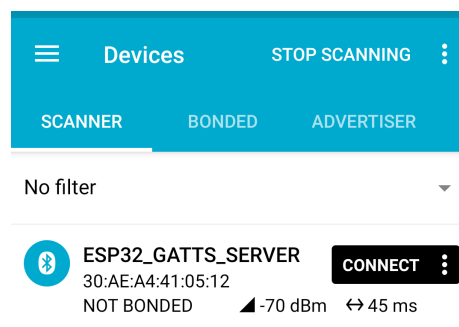 Devices STOP SCANNING
SCANNER BONDED ADVERTISER
No filter
ESP32_GATTS_SERVER
CONNECT
30:AE:A4:41:05:12
NOT BONDED -70 dBm 45 ms